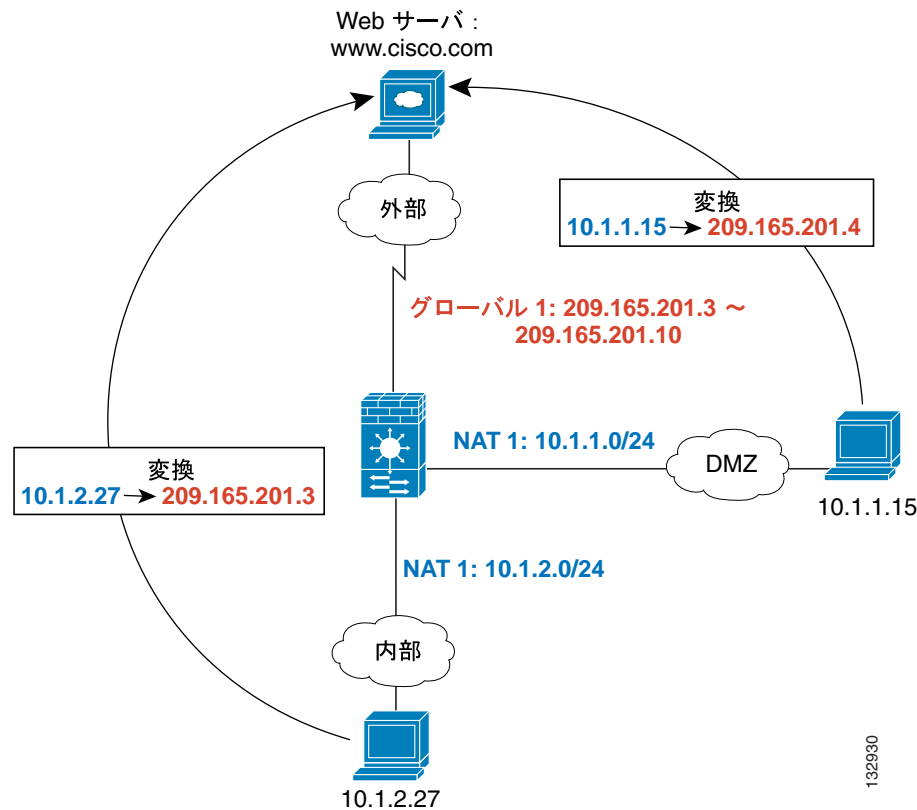 Web サーバ：
www.cisco.com
外部
変換
10.1.1.15 → 209.165.201.4
グローバル 1: 209.165.201.3 ～
209.165.201.10
NAT 1: 10.1.1.0/24
DMZ
10.1.1.15
変換
10.1.2.27 → 209.165.201.3
NAT 1: 10.1.2.0/24
内部
10.1.2.27
132930